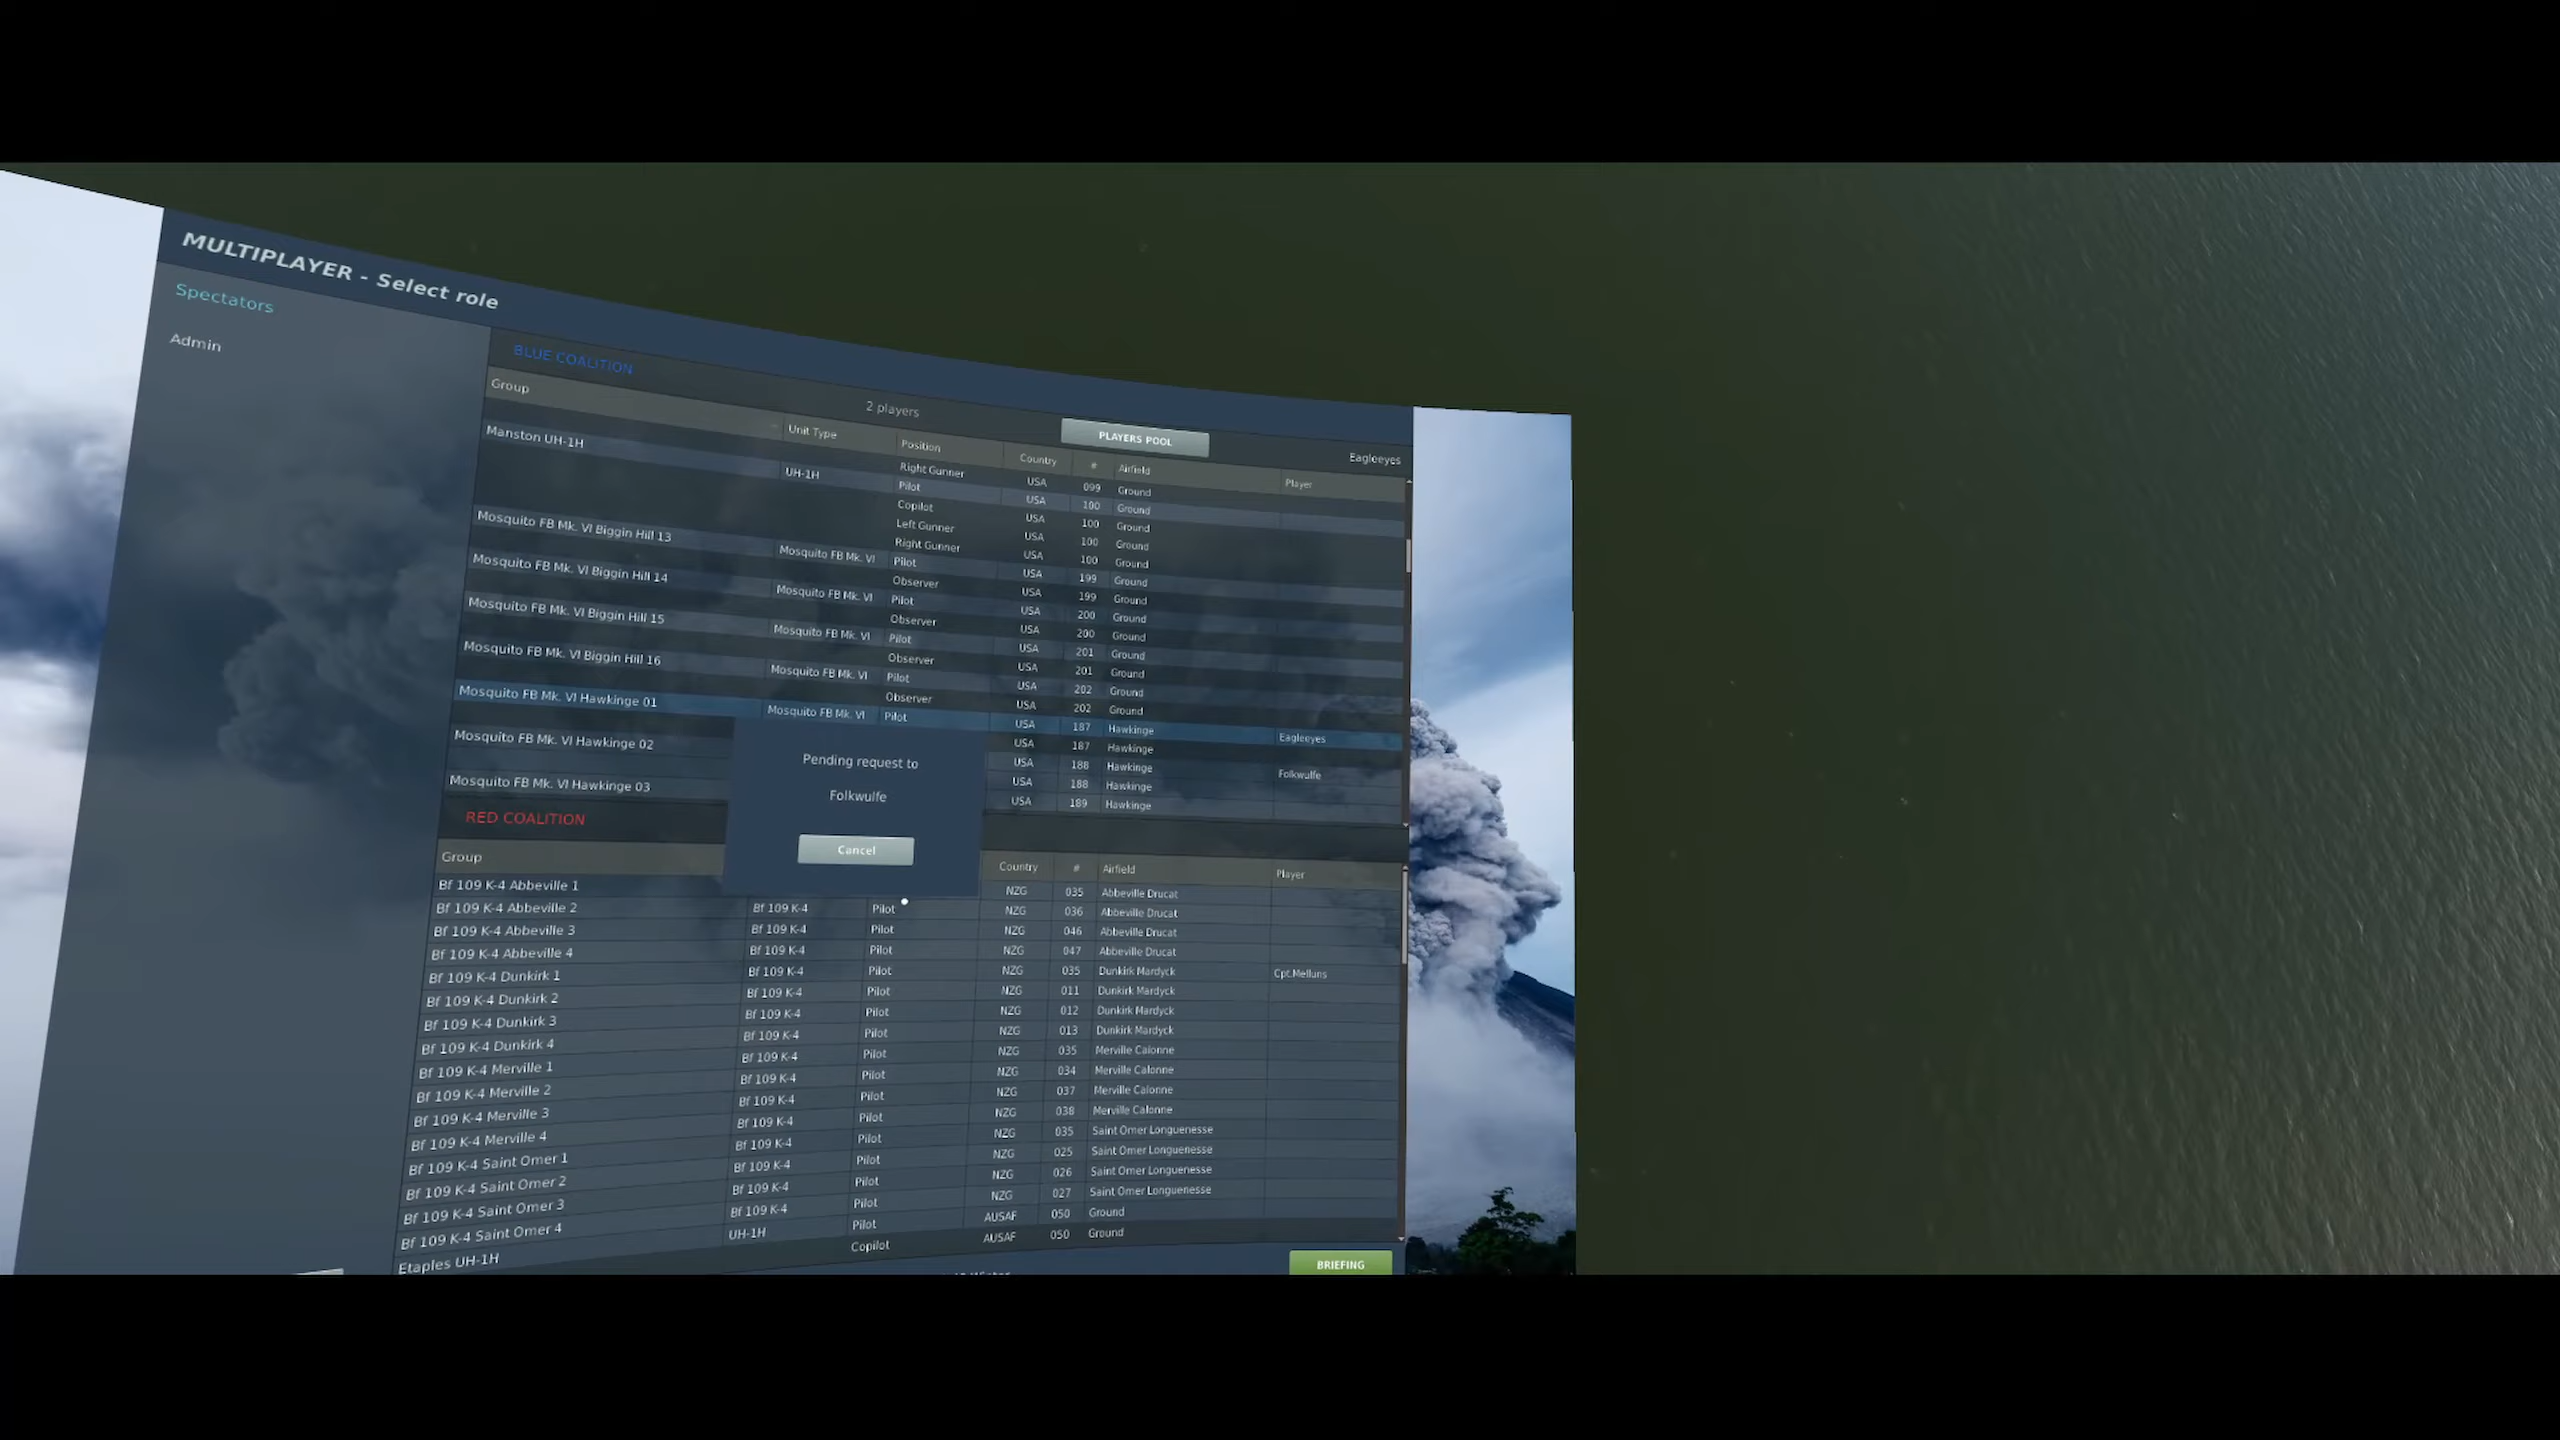 MULTIPLAYER - Select role
Spectators
Admin
BLUE COALITION
2 players
PLAYERS POOL
Eagleeyes
Group Unit Type Position Country # Airfield Player
Right Gunner USA 099 Ground
Manston UH-1H UH-1H Pilot USA 100 Ground
Copilot USA 100 Ground
Left Gunner USA 100 Ground
Right Gunner USA 100 Ground
Mosquito FB Mk. VI Biggin Hill 13 Mosquito FB Mk. VI Pilot USA 199 Ground
Observer USA 199 Ground
Mosquito FB Mk. VI Biggin Hill 14 Mosquito FB Mk. VI Pilot USA 200 Ground
Observer USA 200 Ground
Mosquito FB Mk. VI Biggin Hill 15 Mosquito FB Mk. VI Pilot USA 201 Ground
Observer USA 201 Ground
Mosquito FB Mk. VI Biggin Hill 16 Mosquito FB Mk. VI Pilot USA 202 Ground
Observer USA 202 Ground
Mosquito FB Mk. VI Hawkinge 01 Mosquito FB Mk. VI Pilot USA 187 Hawkinge Eagleeyes
USA 187 Hawkinge
Mosquito FB Mk. VI Hawkinge 02 USA 188 Hawkinge Folkwulfe
USA 188 Hawkinge
Mosquito FB Mk. VI Hawkinge 03 USA 189 Hawkinge
Pending request to
Folkwulfe
Cancel
RED COALITION
Group Country # Airfield Player
Bf 109 K-4 Abbeville 1 NZG 035 Abbeville Drucat
Bf 109 K-4 Abbeville 2 Bf 109 K-4 Pilot NZG 036 Abbeville Drucat
Bf 109 K-4 Abbeville 3 Bf 109 K-4 Pilot NZG 046 Abbeville Drucat
Bf 109 K-4 Abbeville 4 Bf 109 K-4 Pilot NZG 047 Abbeville Drucat
Bf 109 K-4 Dunkirk 1 Bf 109 K-4 Pilot NZG 035 Dunkirk Mardyck Cpt.Melluns
Bf 109 K-4 Dunkirk 2 Bf 109 K-4 Pilot NZG 011 Dunkirk Mardyck
Bf 109 K-4 Dunkirk 3 Bf 109 K-4 Pilot NZG 012 Dunkirk Mardyck
Bf 109 K-4 Dunkirk 4 Bf 109 K-4 Pilot NZG 013 Dunkirk Mardyck
Bf 109 K-4 Merville 1 Bf 109 K-4 Pilot NZG 035 Merville Calonne
Bf 109 K-4 Merville 2 Bf 109 K-4 Pilot NZG 034 Merville Calonne
Bf 109 K-4 Merville 3 Bf 109 K-4 Pilot NZG 037 Merville Calonne
Bf 109 K-4 Merville 4 Bf 109 K-4 Pilot NZG 038 Merville Calonne
Bf 109 K-4 Saint Omer 1 Bf 109 K-4 Pilot NZG 035 Saint Omer Longuenesse
Bf 109 K-4 Saint Omer 2 Bf 109 K-4 Pilot NZG 025 Saint Omer Longuenesse
Bf 109 K-4 Saint Omer 3 Bf 109 K-4 Pilot NZG 026 Saint Omer Longuenesse
Bf 109 K-4 Saint Omer 4 Bf 109 K-4 Pilot NZG 027 Saint Omer Longuenesse
Etaples UH-1H UH-1H Pilot AUSAF 050 Ground
Copilot AUSAF 050 Ground
BRIEFING